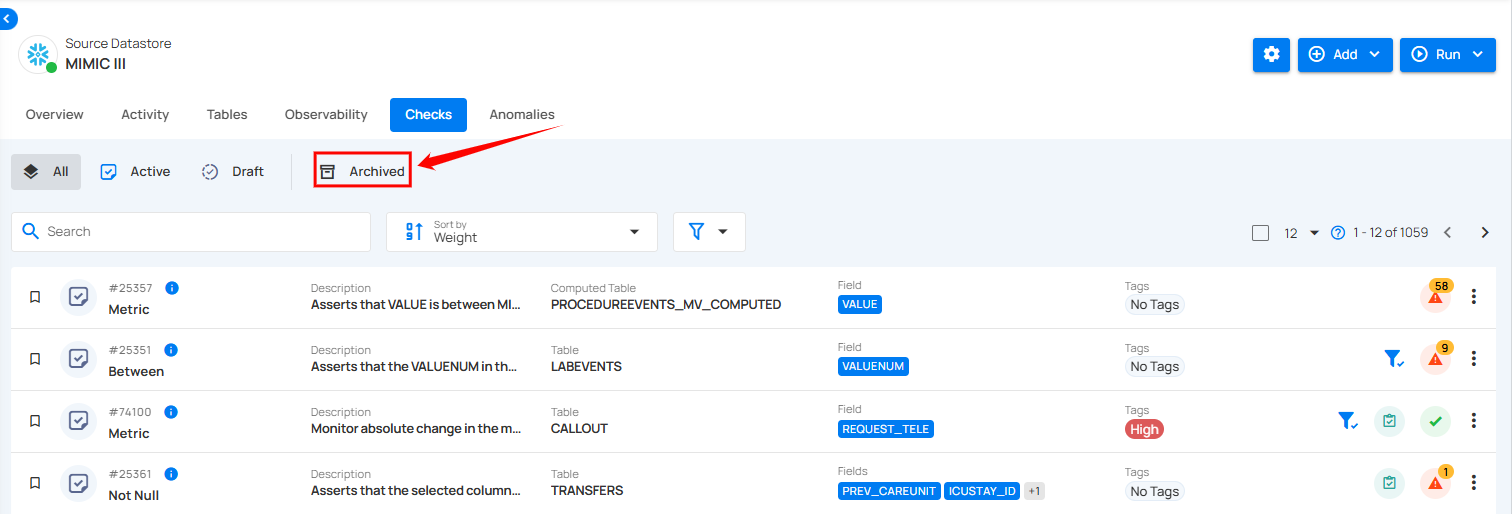 Source Datastore
MIMIC III
Add
Run
Overview Activity Tables Observability Checks Anomalies
All Active Draft Archived
Search
Sort by
Weight
12 1 - 12 of 1059
#25357 Description Computed Table Field Tags 58
Metric Asserts that VALUE is between MI... PROCEDUREEVENTS_MV_COMPUTED VALUE No Tags
#25351 Description Table Field Tags 9
Between Asserts that the VALUENUM in th... LABEVENTS VALUENUM No Tags
#74100 Description Table Field Tags
Metric Monitor absolute change in the m... CALLOUT REQUEST_TELE High
#25361 Description Table Fields Tags 1
Not Null Asserts that the selected column... TRANSFERS PREV_CAREUNIT ICUSTAY_ID +1 No Tags